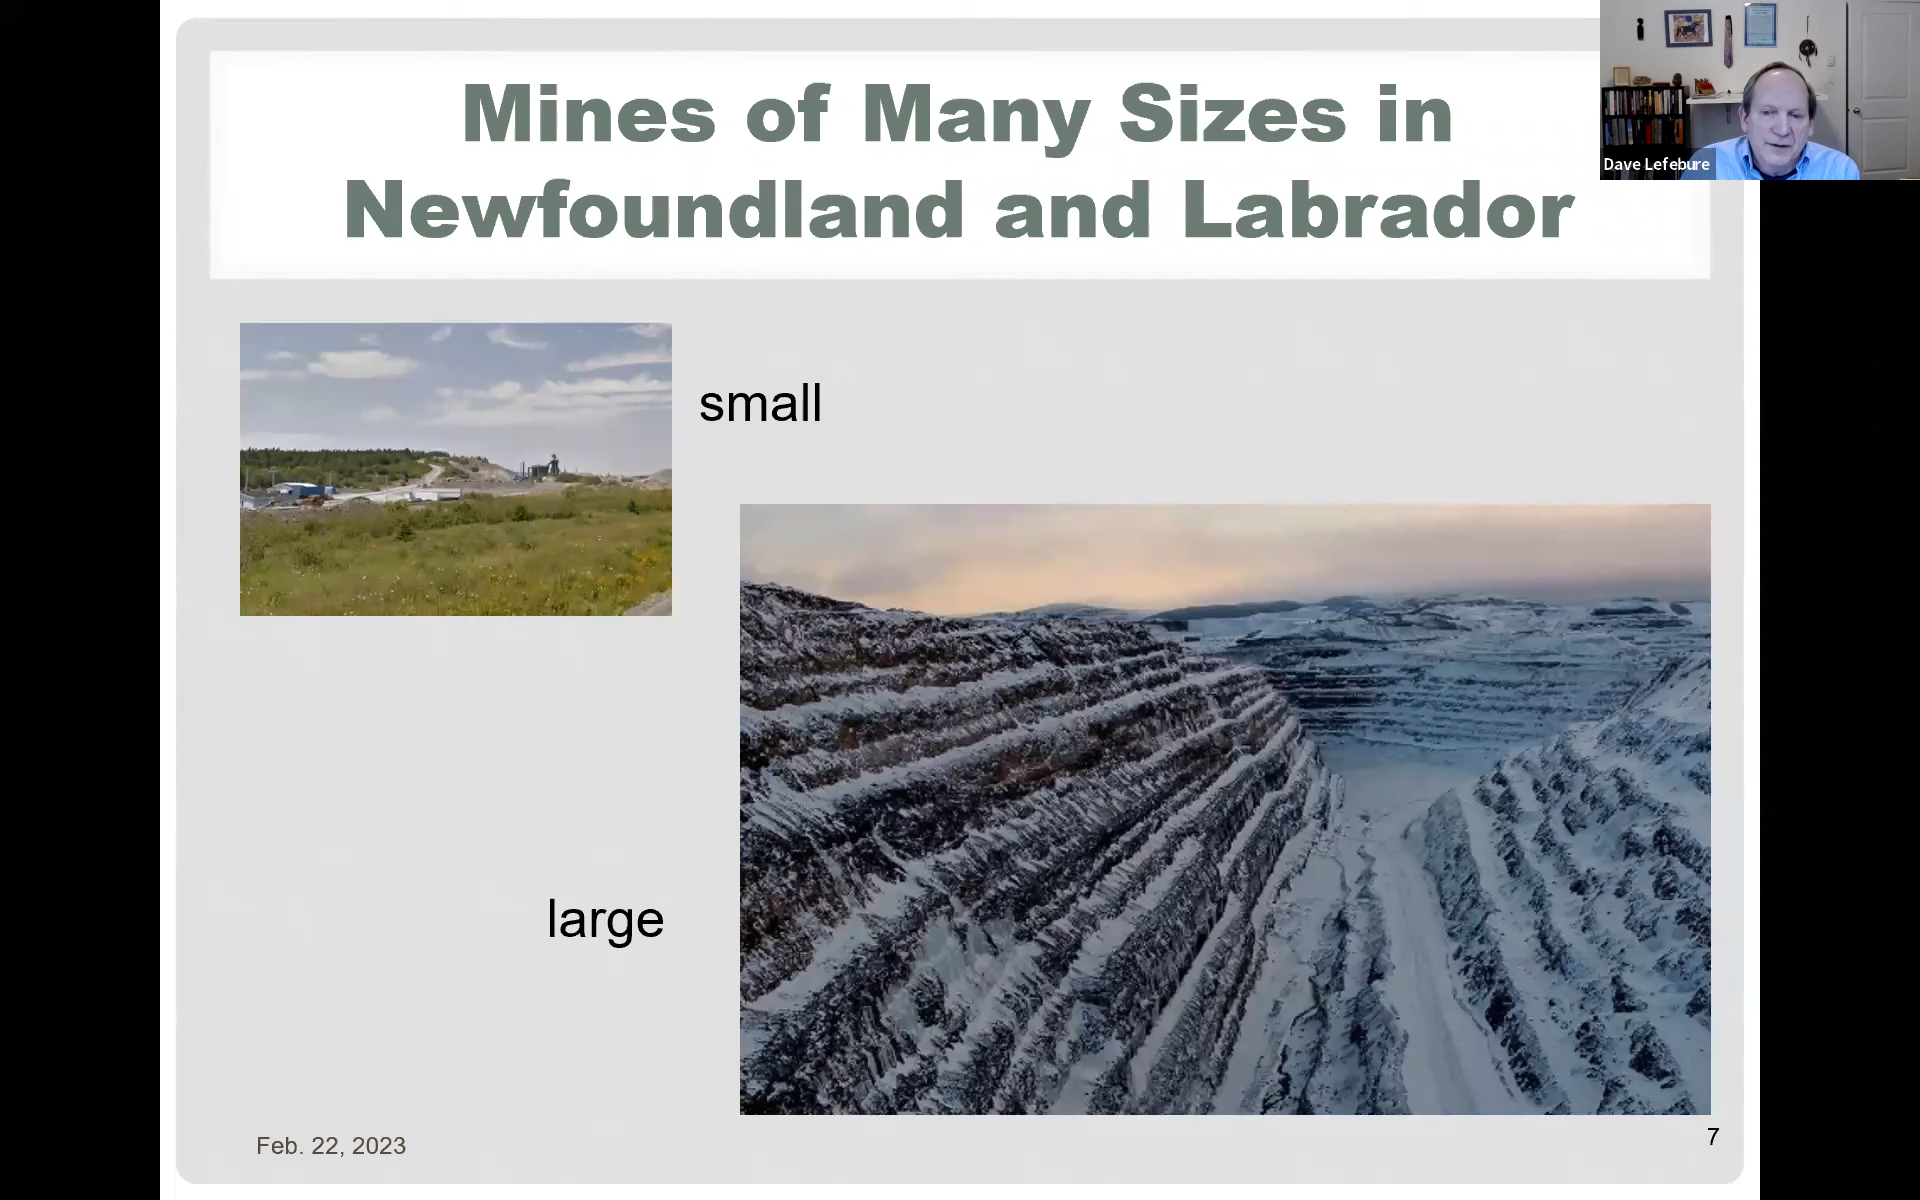 Mines of Many Sizes in
Newfoundland and Labrador
Dave Lefebure
small
large
Feb. 22, 2023
7